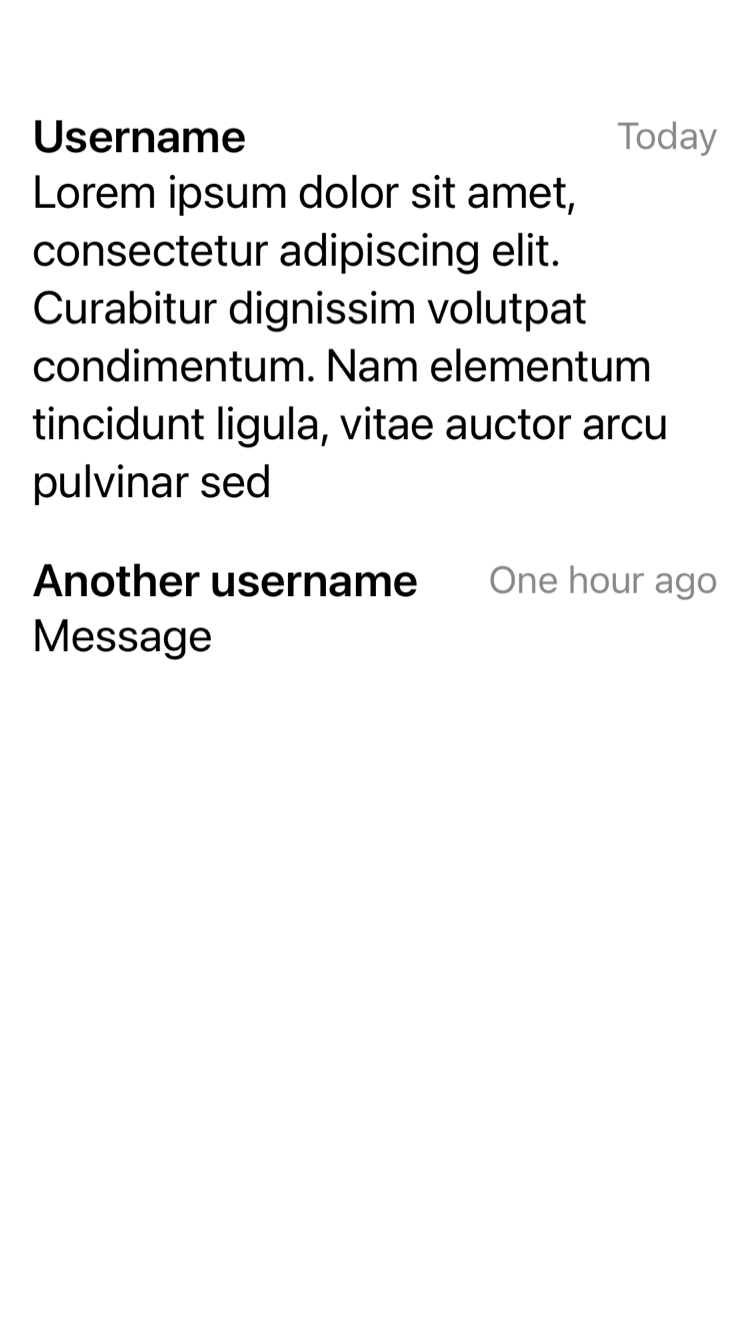 Username Today
Lorem ipsum dolor sit amet,
consectetur adipiscing elit.
Curabitur dignissim volutpat
condimentum. Nam elementum
tincidunt ligula, vitae auctor arcu
pulvinar sed
Another username One hour ago
Message